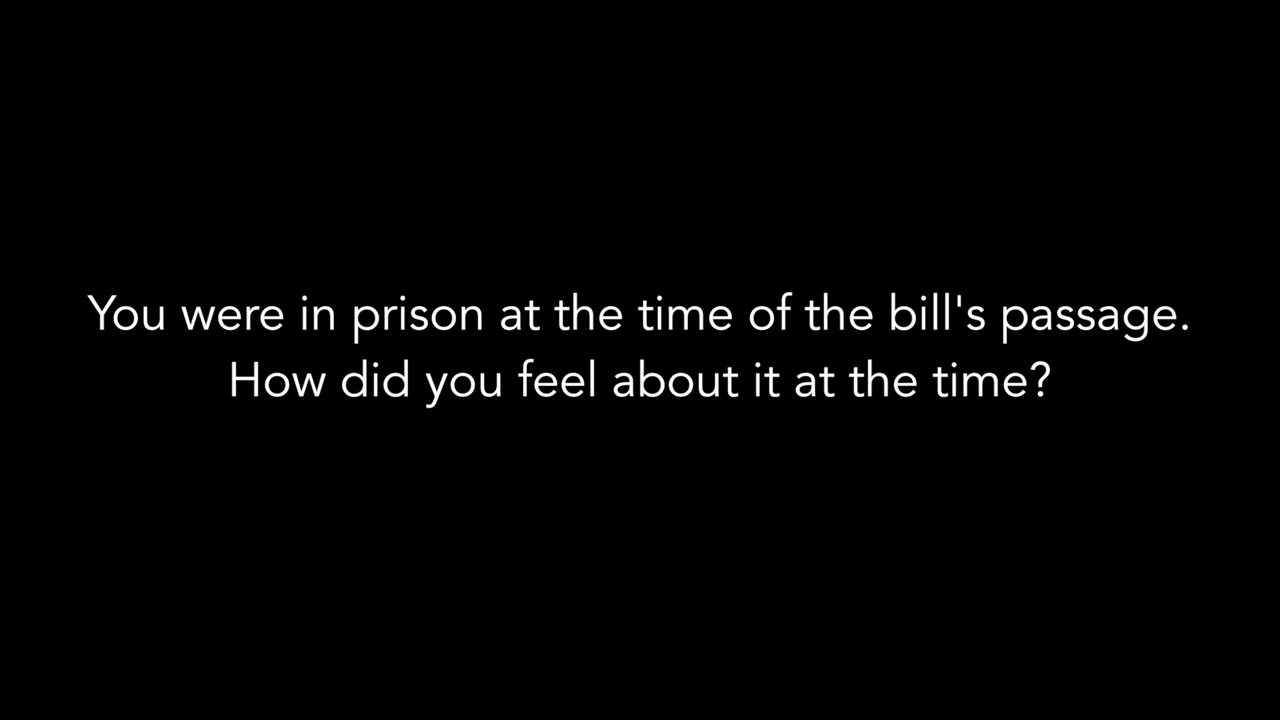 You were in prison at the time of the bill's passage.
How did you feel about it at the time?